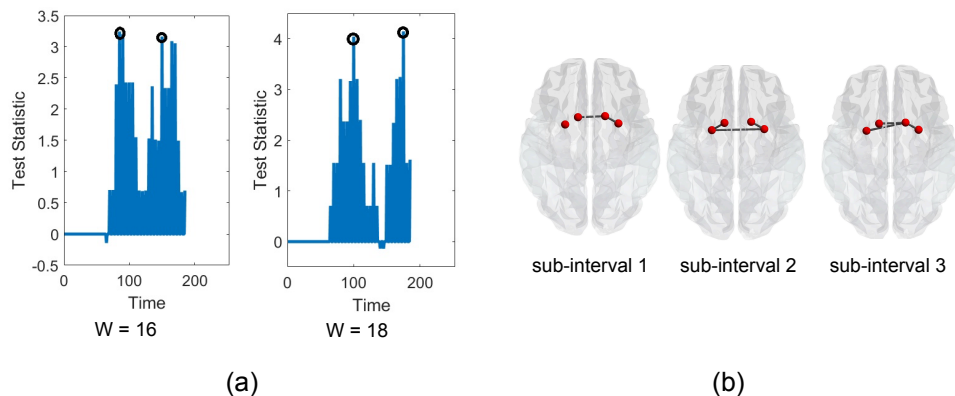 3.5
3
2.5
2
1.5
1
0.5
0
-0.5
Test Statistic
0 100 200
Time
W = 16
4
3
2
1
0
Test Statistic
0 100 200
Time
W = 18
(a)
sub-interval 1 sub-interval 2 sub-interval 3
(b)